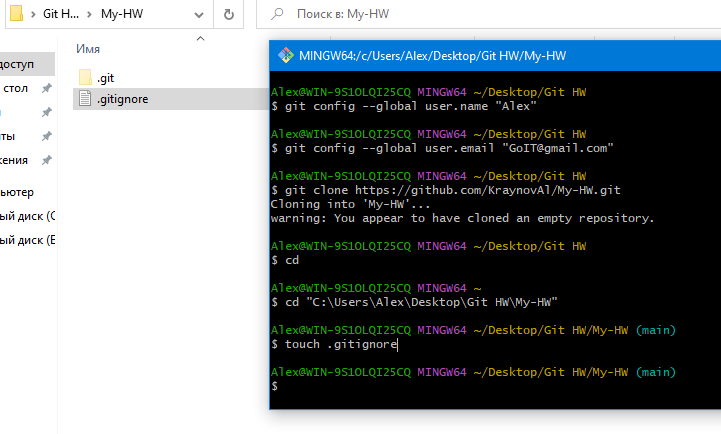 Git H... > My-HW
Поиск в: My-HW
Имя
доступ
стол
.git
.gitignore
ты
жения
ьютер
ый диск (C
ый диск (E
MINGW64:/c/Users/Alex/Desktop/Git HW/My-HW
Alex@WIN-9S1OLQI25CQ MINGW64 ~/Desktop/Git HW
$ git config --global user.name "Alex"
Alex@WIN-9S1OLQI25CQ MINGW64 ~/Desktop/Git HW
$ git config --global user.email "GoIT@gmail.com"
Alex@WIN-9S1OLQI25CQ MINGW64 ~/Desktop/Git HW
$ git clone https://github.com/KraynovAl/My-HW.git
Cloning into 'My-HW'...
warning: You appear to have cloned an empty repository.
Alex@WIN-9S1OLQI25CQ MINGW64 ~/Desktop/Git HW
$ cd
Alex@WIN-9S1OLQI25CQ MINGW64 ~
$ cd "C:\Users\Alex\Desktop\Git HW\My-HW"
Alex@WIN-9S1OLQI25CQ MINGW64 ~/Desktop/Git HW/My-HW (main)
$ touch .gitignore
Alex@WIN-9S1OLQI25CQ MINGW64 ~/Desktop/Git HW/My-HW (main)
$